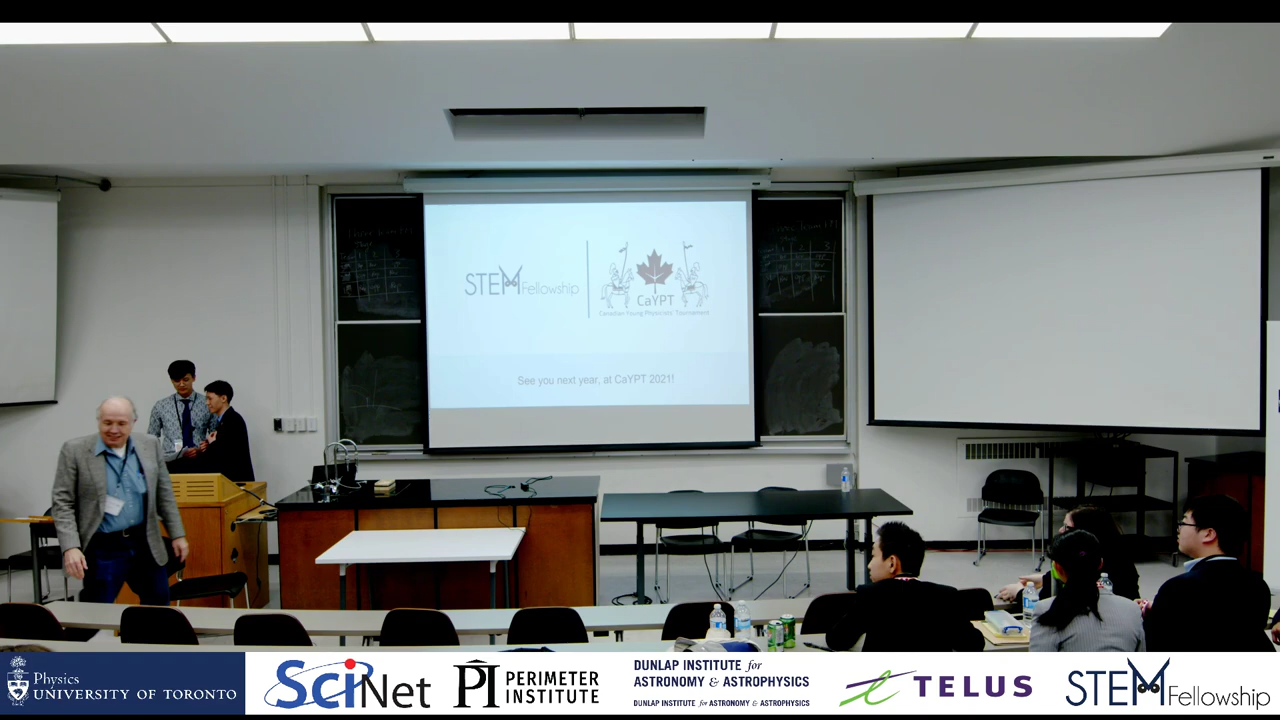 STEM Fellowship
CaYPT
Canadian Young Physicists' Tournament
See you next year, at CaYPT 2021!
Physics
UNIVERSITY OF TORONTO
SciNet
PI PERIMETER
INSTITUTE
DUNLAP INSTITUTE for
ASTRONOMY & ASTROPHYSICS
DUNLAP INSTITUTE for ASTRONOMY & ASTROPHYSICS
TELUS
STEM Fellowship